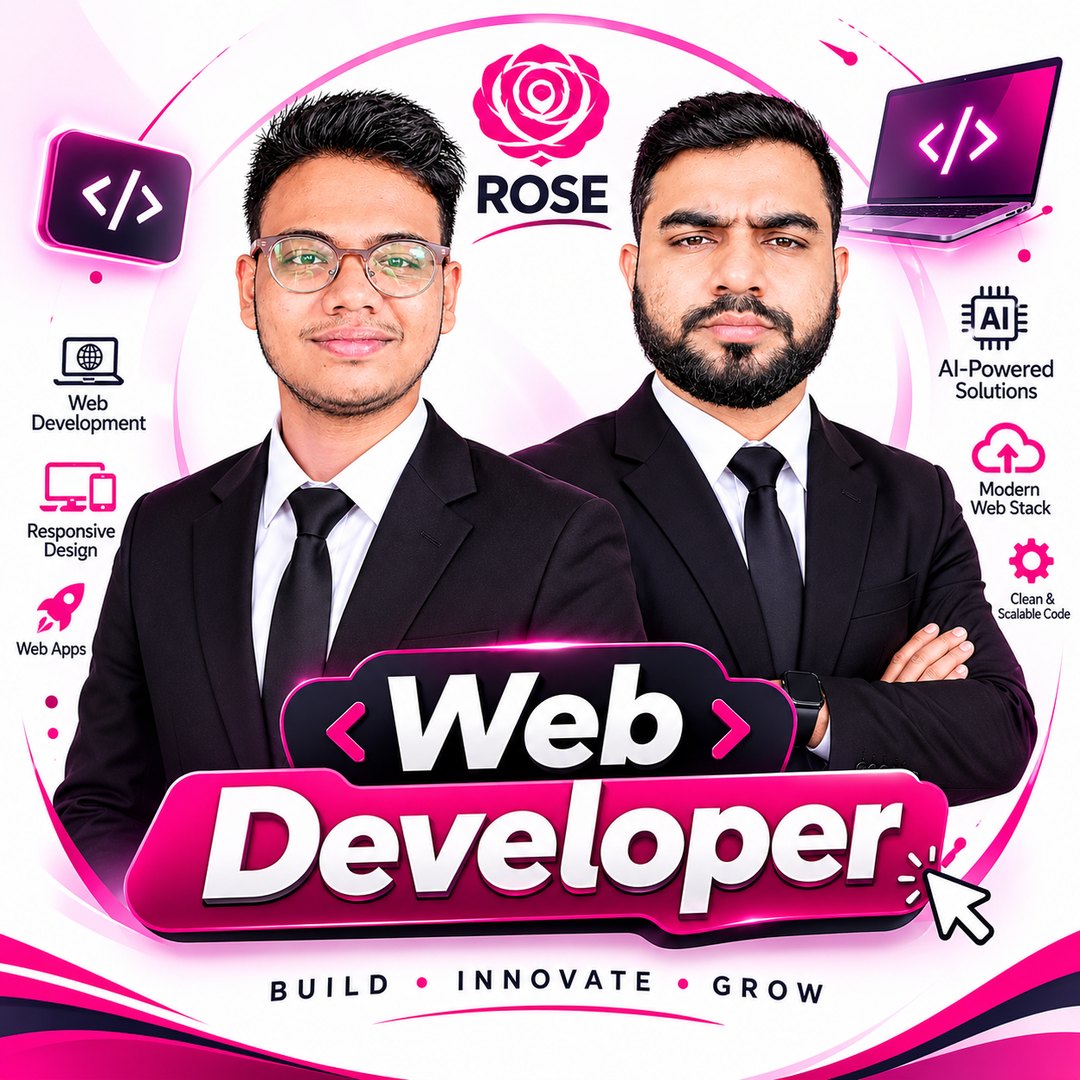 ROSE
</>
</>
Web
Development
Responsive
Design
Web Apps
AI
AI-Powered
Solutions
Modern
Web Stack
Clean &
Scalable Code
< Web >
Developer
BUILD • INNOVATE • GROW